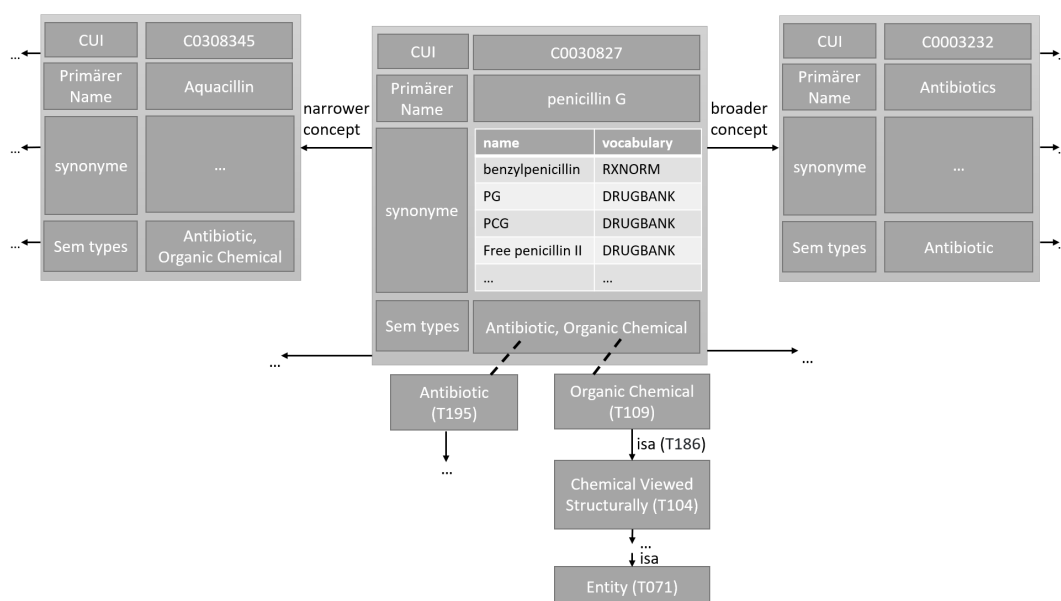 CUI
C0308345
Primärer
Name
Aquacillin
synonyme
...
Sem types
Antibiotic,
Organic Chemical
...
...
...
narrower
concept
CUI
C0030827
Primärer
Name
penicillin G
synonyme
name vocabulary
benzylpenicillin RXNORM
PG DRUGBANK
PCG DRUGBANK
Free penicillin II DRUGBANK
... ...
Sem types
Antibiotic, Organic Chemical
...
...
broader
concept
CUI
C0003232
Primärer
Name
Antibiotics
synonyme
...
Sem types
Antibiotic
...
...
...
Antibiotic
(T195)
...
Organic Chemical
(T109)
isa (T186)
Chemical Viewed
Structurally (T104)
...
isa
Entity (T071)